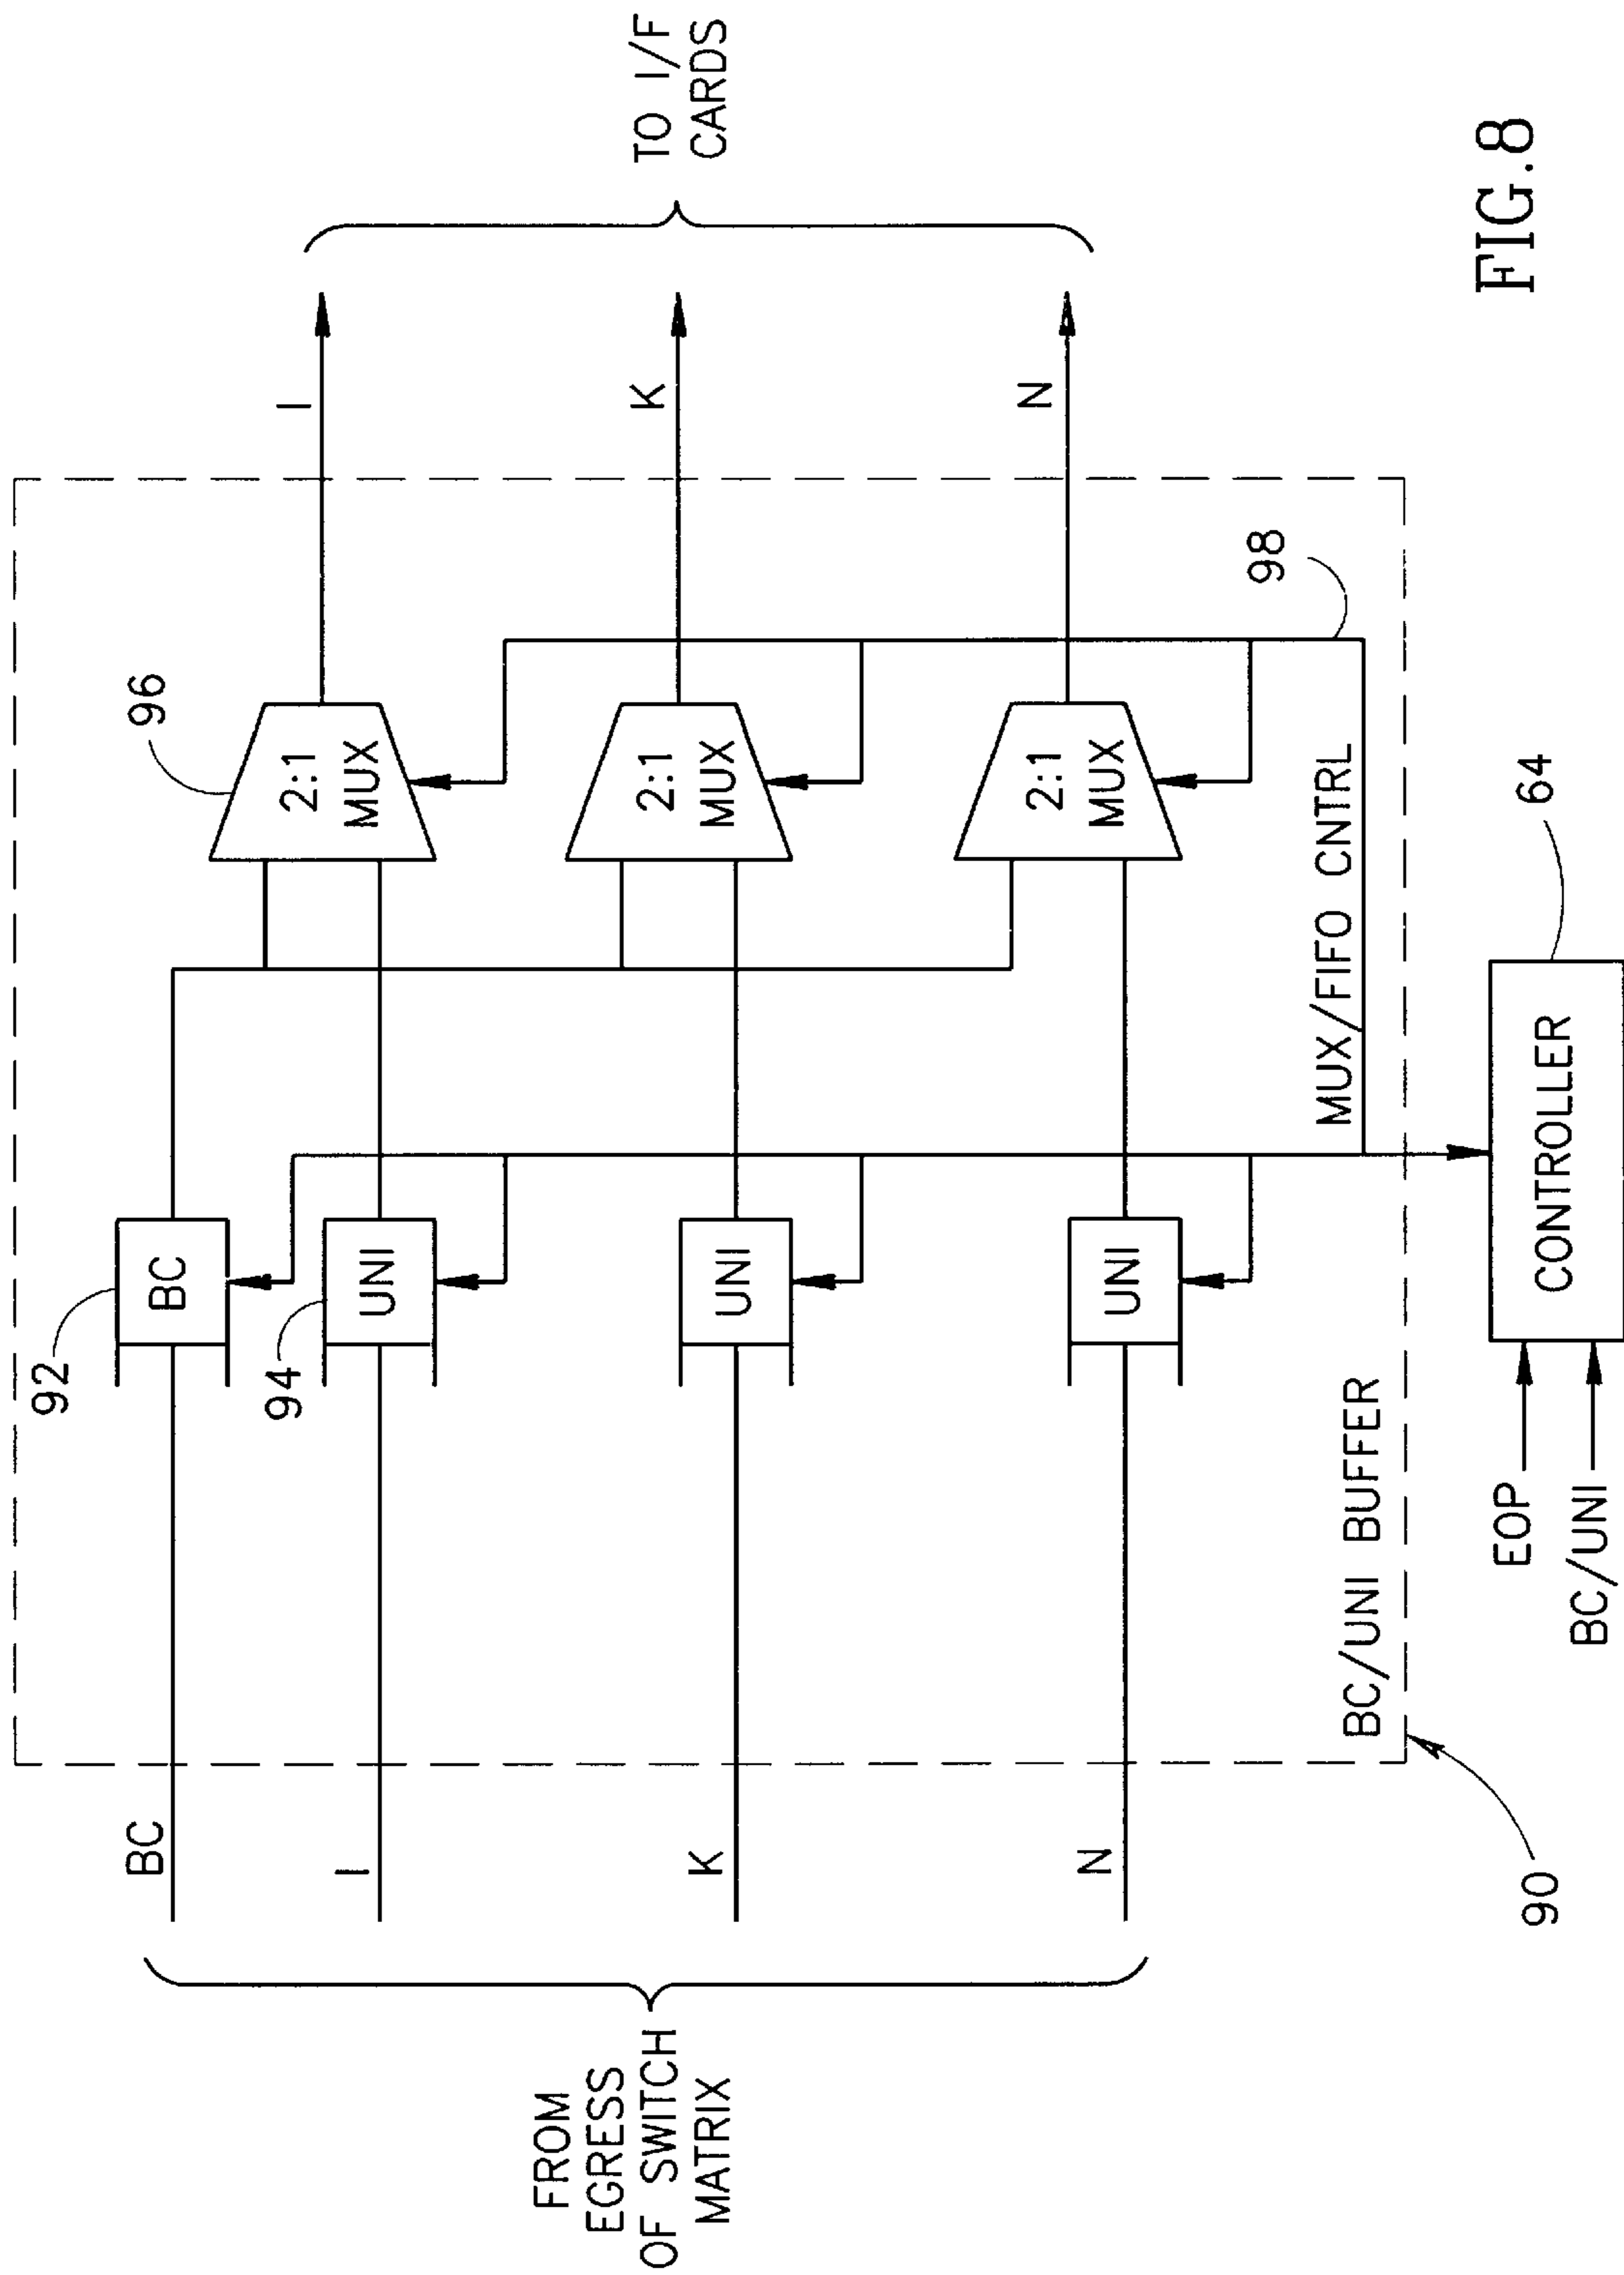 FROM
EGRESS
OF SWITCH
MATRIX
BC
I
K
N
90
BC/UNI BUFFER
92
BC
94
UNI
UNI
UNI
96
2:1
MUX
2:1
MUX
2:1
MUX
MUX/FIFO CNTRL
98
I
K
N
TO I/F
CARDS
EOP
BC/UNI
CONTROLLER
64
FIG.8